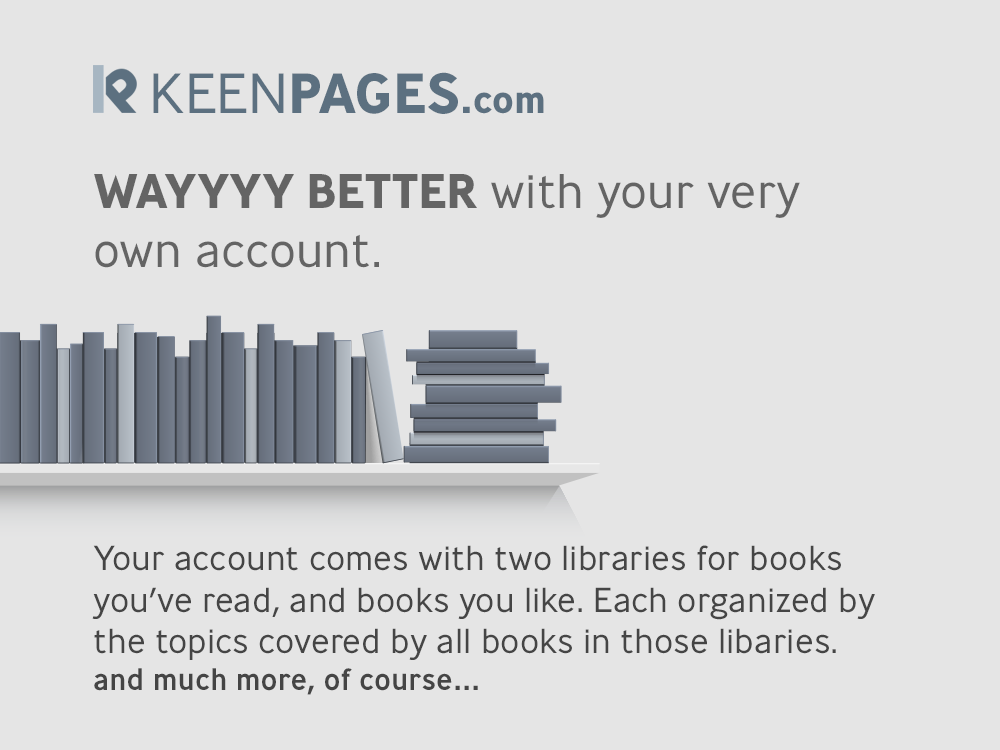 KEENPAGES.com
WAYYYY BETTER with your very
own account.
Your account comes with two libraries for books
you've read, and books you like. Each organized by
the topics covered by all books in those libaries.
and much more, of course...